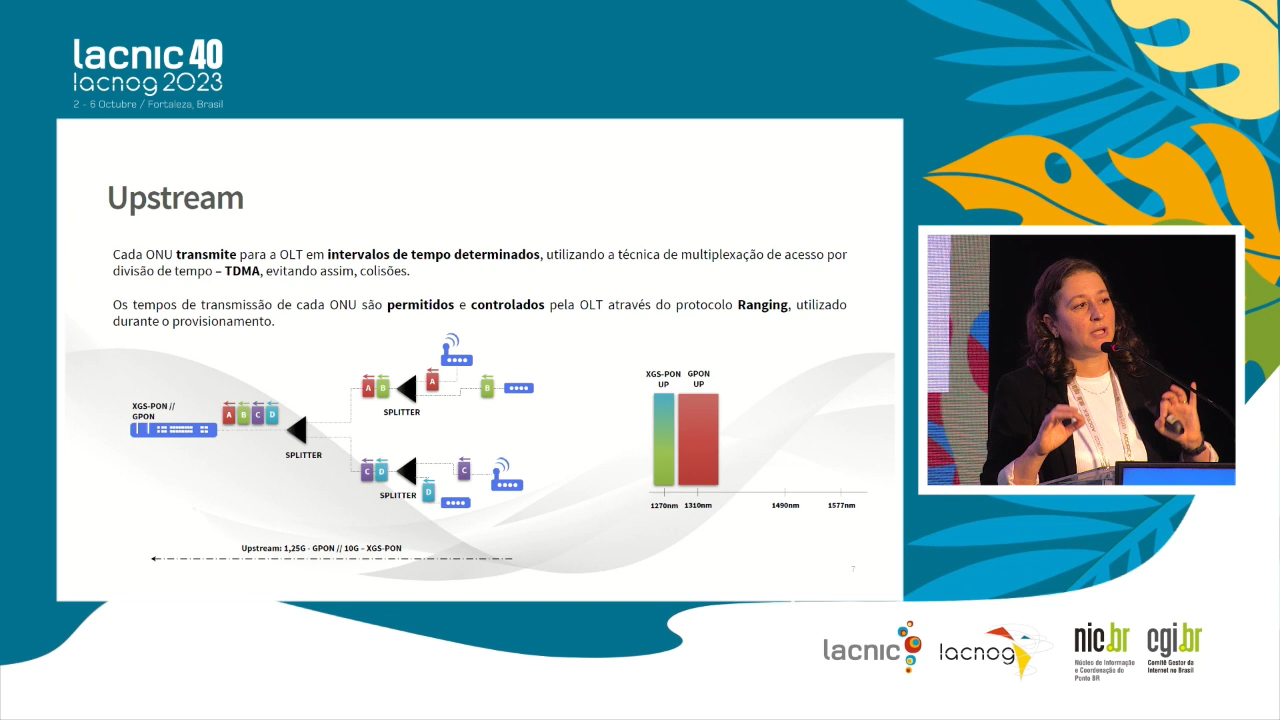 lacnic 40
lacnog 2023
2 - 6 Octubre / Fortaleza, Brasil
Upstream
Cada ONU transmite para a OLT em intervalos de tempo determinados, utilizando a técnica de multiplexação de acesso por
divisão de tempo – TDMA, evitando assim, colisões.
Os tempos de transmissão de cada ONU são permitidos e controlados pela OLT através do protocolo Ranging, utilizado
durante o provisionamento.
XGS-PON //
GPON
A B C D
SPLITTER
A B
SPLITTER
A
B
C D
SPLITTER
C
D
Upstream: 1,25G - GPON // 10G – XGS-PON
XGS-PON
UP
GPON
UP
1270nm 1310nm 1490nm 1577nm
7
lacnic
lacnog
nic.br
Núcleo de Informação
e Coordenação do
Ponto BR
cgi.br
Comitê Gestor da
Internet no Brasil